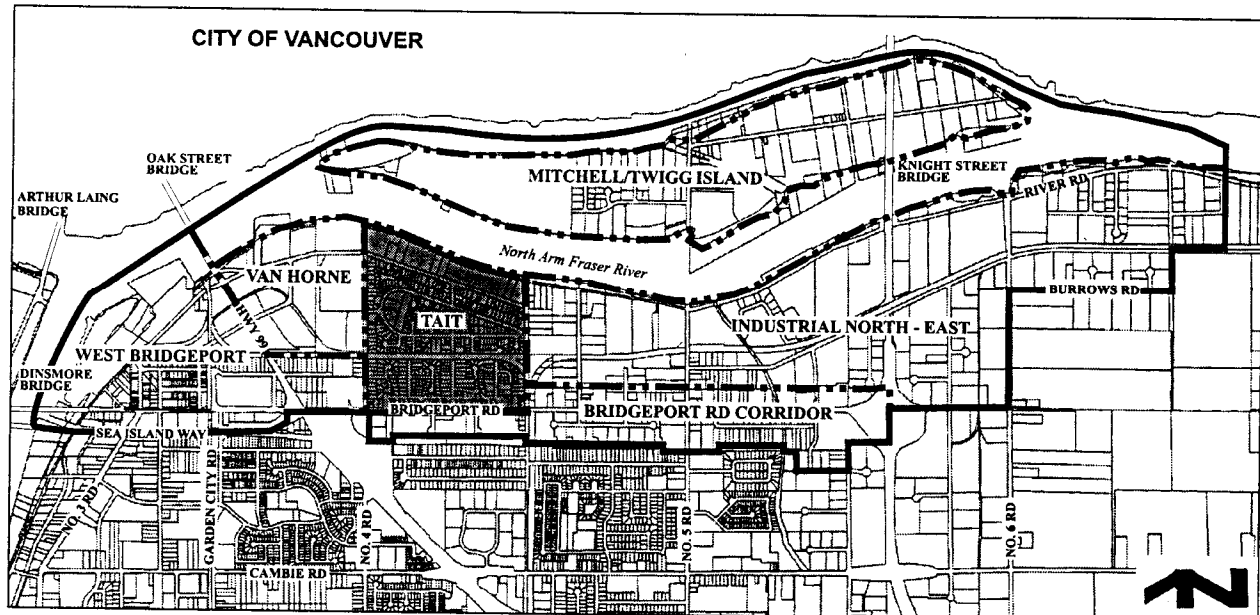 CITY OF VANCOUVER
OAK STREET
BRIDGE
ARTHUR LAING
BRIDGE
MITCHELL/TWIGG ISLAND
KNIGHT STREET
BRIDGE
RIVER RD
North Arm Fraser River
VAN HORNE
HWY 99
TAIT
BURROWS RD
INDUSTRIAL NORTH - EAST
WEST BRIDGEPORT
DINSMORE
BRIDGE
BRIDGEPORT RD
BRIDGEPORT RD CORRIDOR
SEA ISLAND WAY
NO. 3 RD
GARDEN CITY RD
NO. 4 RD
NO. 5 RD
NO. 6 RD
CAMBIE RD